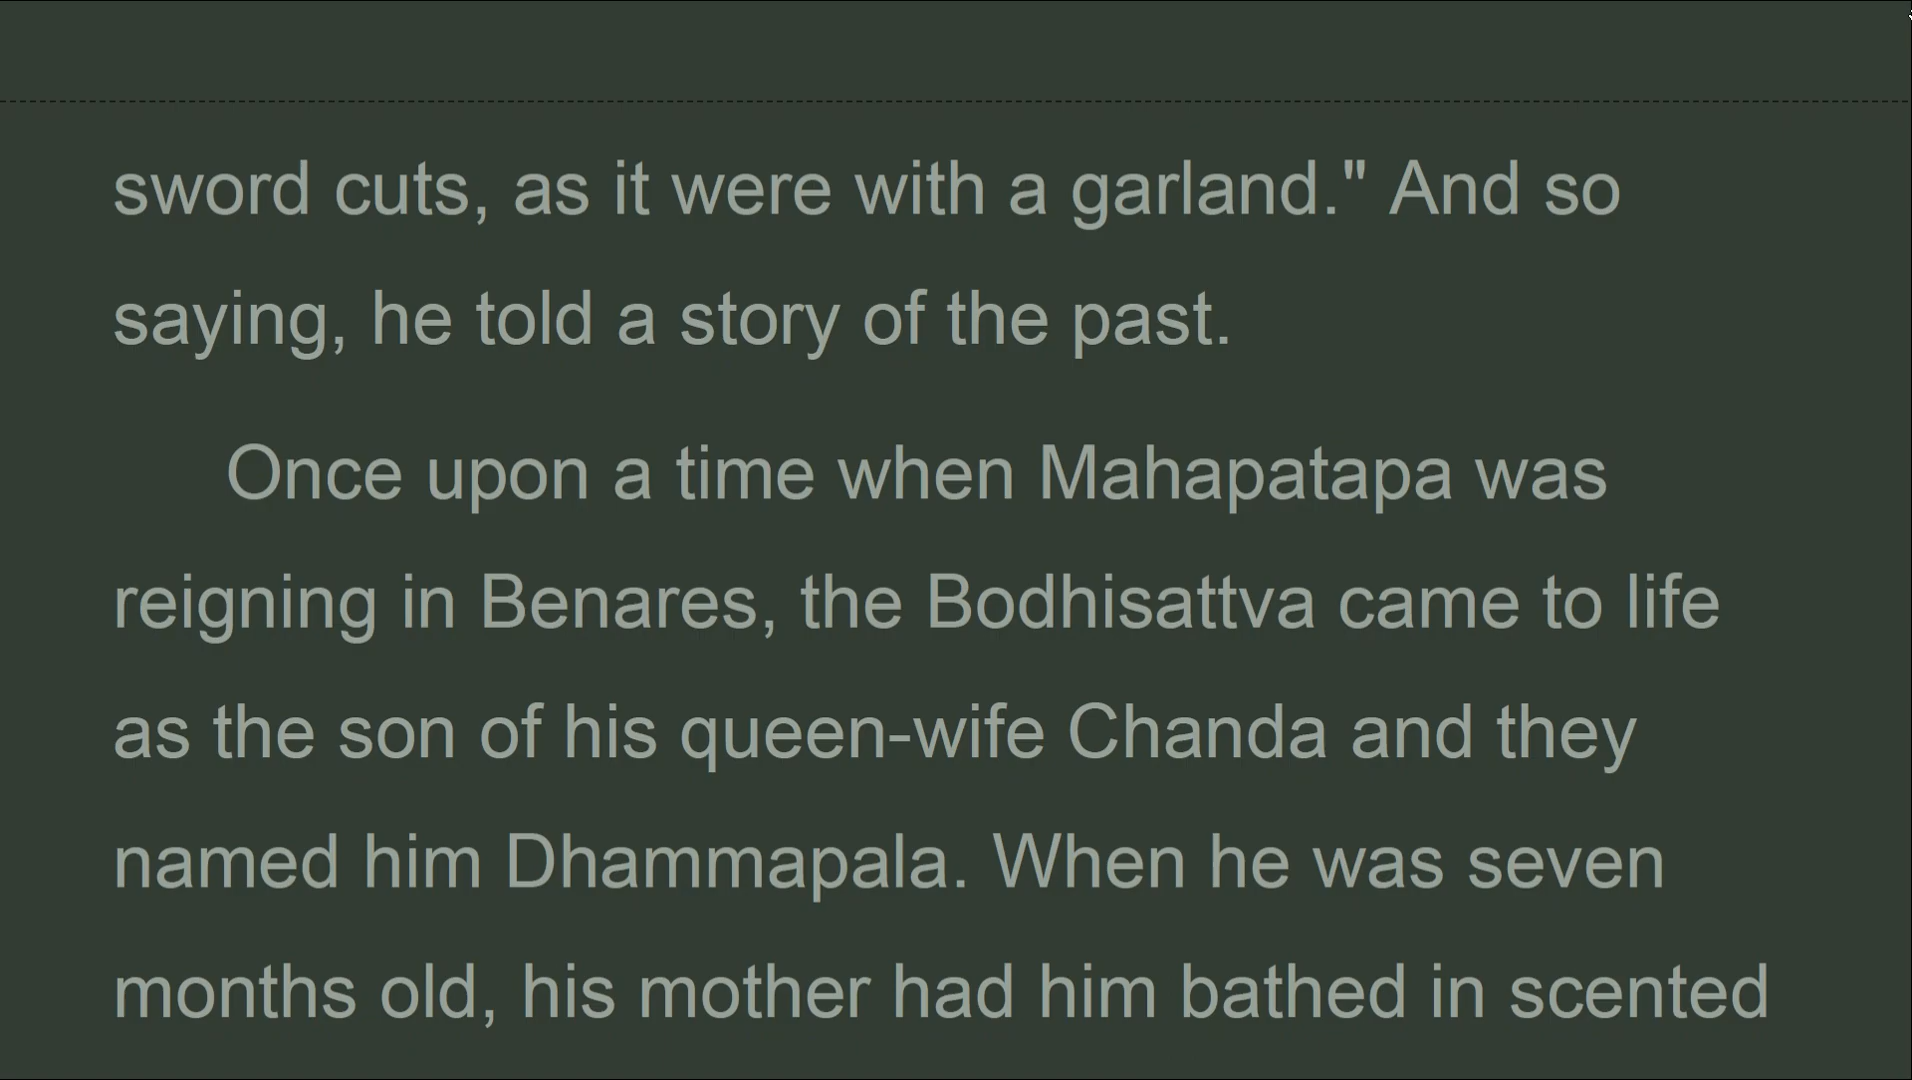 sword cuts, as it were with a garland." And so
saying, he told a story of the past.
Once upon a time when Mahapatapa was
reigning in Benares, the Bodhisattva came to life
as the son of his queen-wife Chanda and they
named him Dhammapala. When he was seven
months old, his mother had him bathed in scented